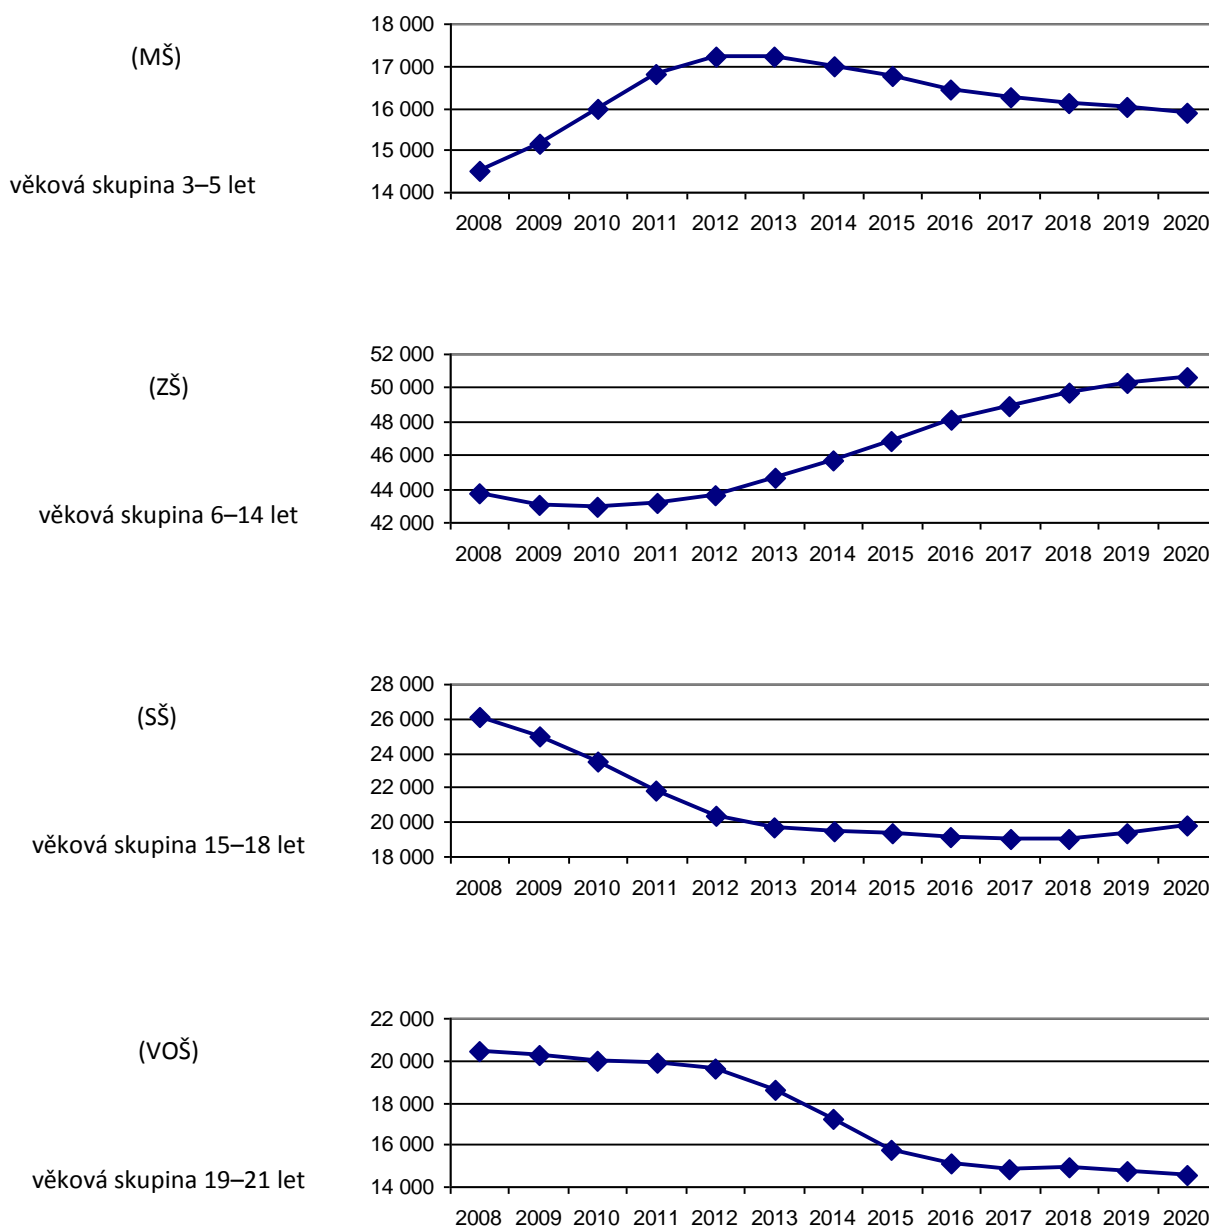 (MŠ)
věková skupina 3–5 let
18 000
17 000
16 000
15 000
14 000
2008 2009 2010 2011 2012 2013 2014 2015 2016 2017 2018 2019 2020
(ZŠ)
věková skupina 6–14 let
52 000
50 000
48 000
46 000
44 000
42 000
2008 2009 2010 2011 2012 2013 2014 2015 2016 2017 2018 2019 2020
(SŠ)
věková skupina 15–18 let
28 000
26 000
24 000
22 000
20 000
18 000
2008 2009 2010 2011 2012 2013 2014 2015 2016 2017 2018 2019 2020
(VOŠ)
věková skupina 19–21 let
22 000
20 000
18 000
16 000
14 000
2008 2009 2010 2011 2012 2013 2014 2015 2016 2017 2018 2019 2020